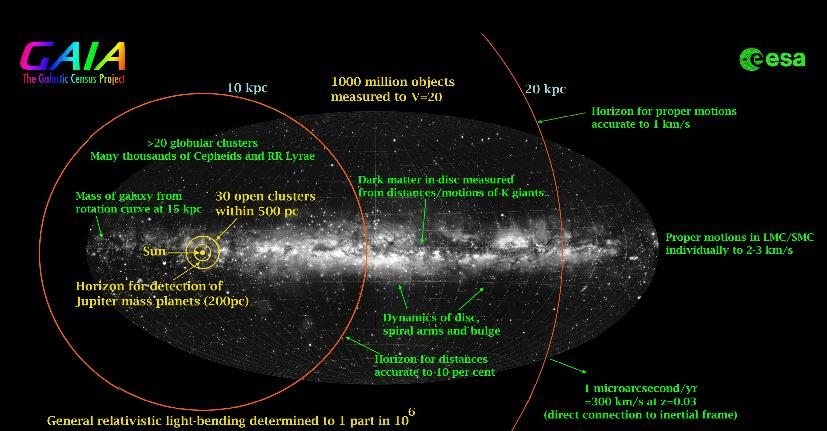 GAIA
The Galactic Census Project
esa
10 kpc
1000 million objects
measured to V=20
20 kpc
Horizon for proper motions
accurate to 1 km/s
>20 globular clusters
Many thousands of Cepheids and RR Lyrae
Dark matter in disc measured
from distances/motions of K giants
Mass of galaxy from
rotation curve at 15 kpc
30 open clusters
within 500 pc
Sun
Proper motions in LMC/SMC
individually to 2-3 km/s
Horizon for detection of
Jupiter mass planets (200pc)
Dynamics of disc,
spiral arms and bulge
Horizon for distances
accurate to 10 per cent
1 microarcsecond/yr
=300 km/s at z=0.03
(direct connection to inertial frame)
General relativistic light-bending determined to 1 part in 10⁶